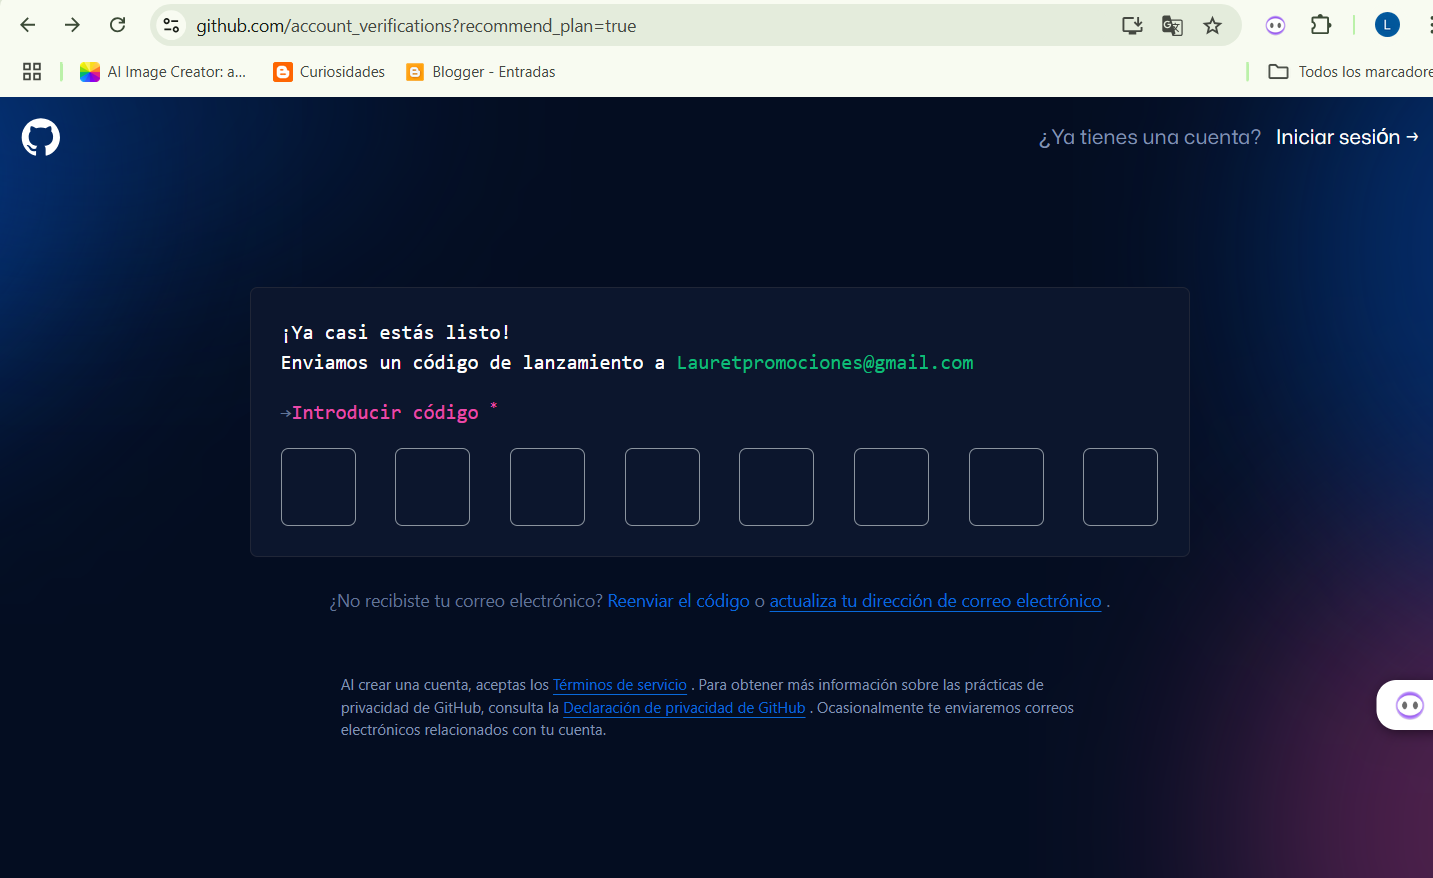 github.com/account_verifications?recommend_plan=true
L
AI Image Creator: a...
Curiosidades
Blogger - Entradas
Todos los marcadore
¿Ya tienes una cuenta? Iniciar sesión →
¡Ya casi estás listo!
Enviamos un código de lanzamiento a Lauretpromociones@gmail.com
→Introducir código *
¿No recibiste tu correo electrónico? Reenviar el código o actualiza tu dirección de correo electrónico .
Al crear una cuenta, aceptas los Términos de servicio . Para obtener más información sobre las prácticas de
privacidad de GitHub, consulta la Declaración de privacidad de GitHub . Ocasionalmente te enviaremos correos
electrónicos relacionados con tu cuenta.